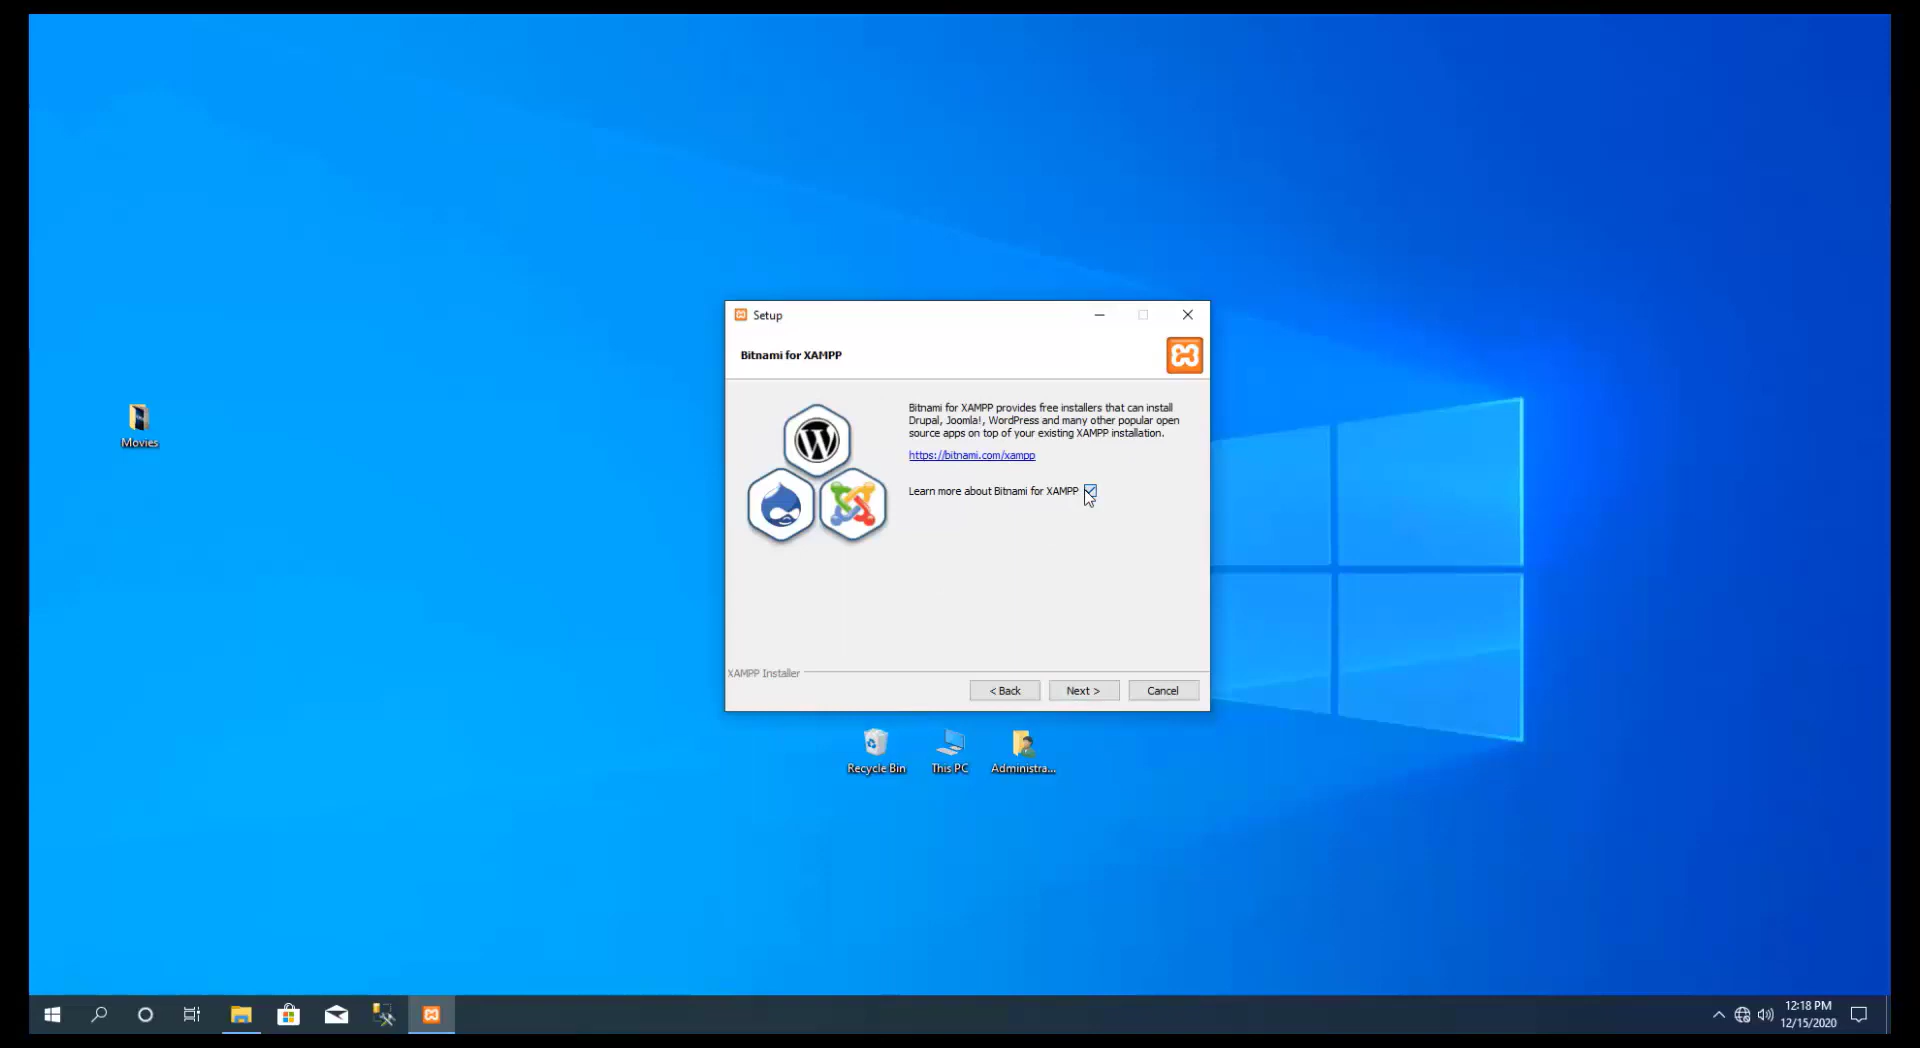 Setup
Bitnami for XAMPP
Bitnami for XAMPP provides free installers that can install
Drupal, Joomla!, WordPress and many other popular open
source apps on top of your existing XAMPP installation.
https://bitnami.com/xampp
Learn more about Bitnami for XAMPP
XAMPP Installer
< Back
Next >
Cancel
Movies
Recycle Bin
This PC
Administra...
12:18 PM
12/15/2020